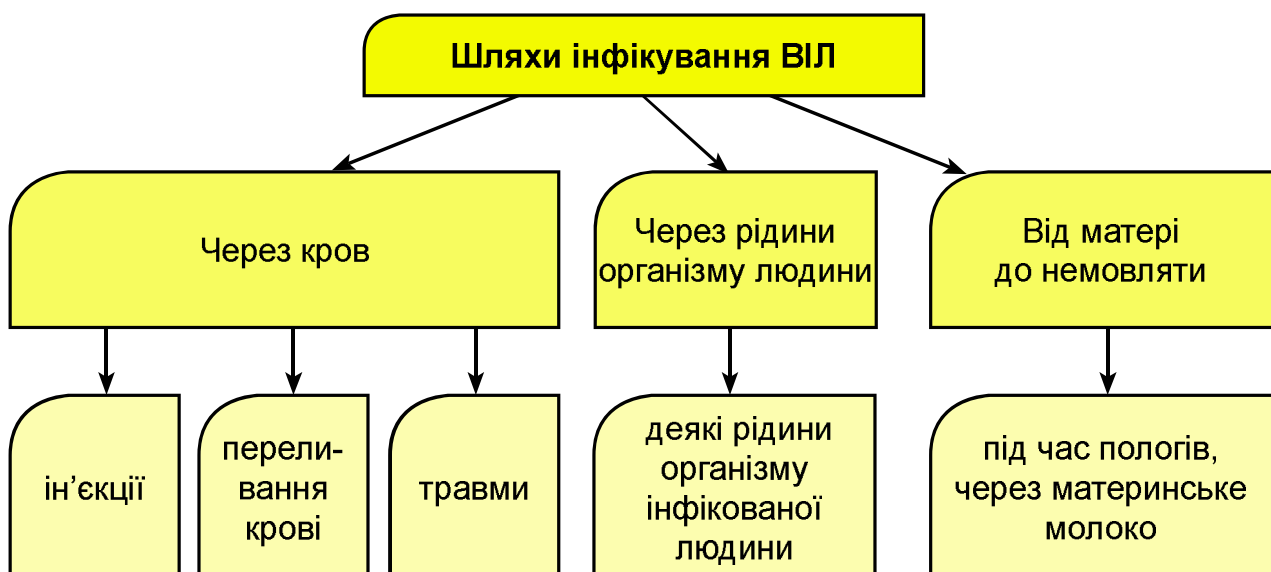 Шляхи інфікування ВІЛ
Через кров
Через рідини
організму людини
Від матері
до немовляти
ін’єкції
перели-
вання
крові
травми
деякі рідини
організму
інфікованої
людини
під час пологів,
через материнське
молоко